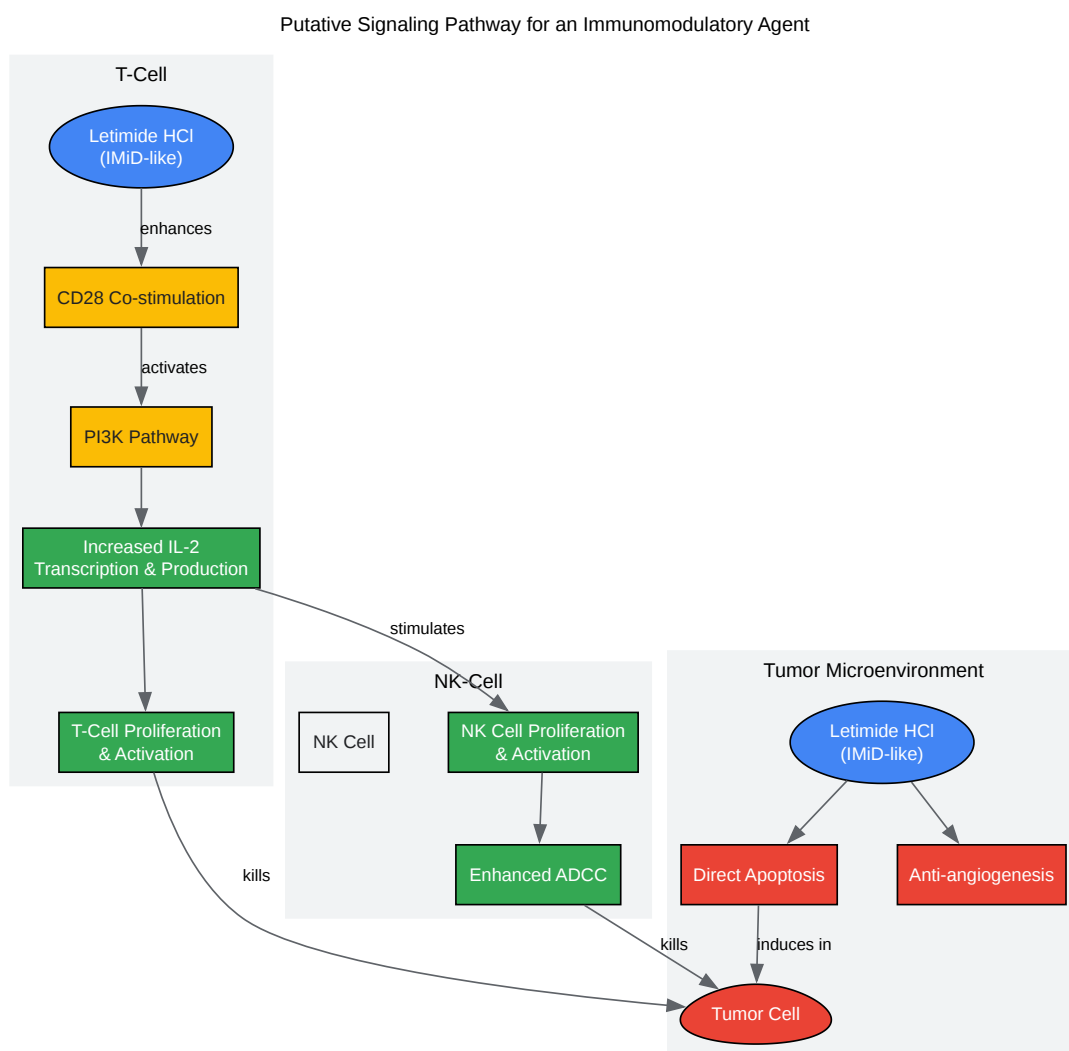 Putative Signaling Pathway for an Immunomodulatory Agent
T-Cell
Letimide HCl
(IMiD-like)
enhances
CD28 Co-stimulation
activates
PI3K Pathway
Increased IL-2
Transcription & Production
stimulates
T-Cell Proliferation
& Activation
kills
NK-Cell
NK Cell
NK Cell Proliferation
& Activation
Enhanced ADCC
kills
Tumor Microenvironment
Letimide HCl
(IMiD-like)
Direct Apoptosis
Anti-angiogenesis
induces in
Tumor Cell